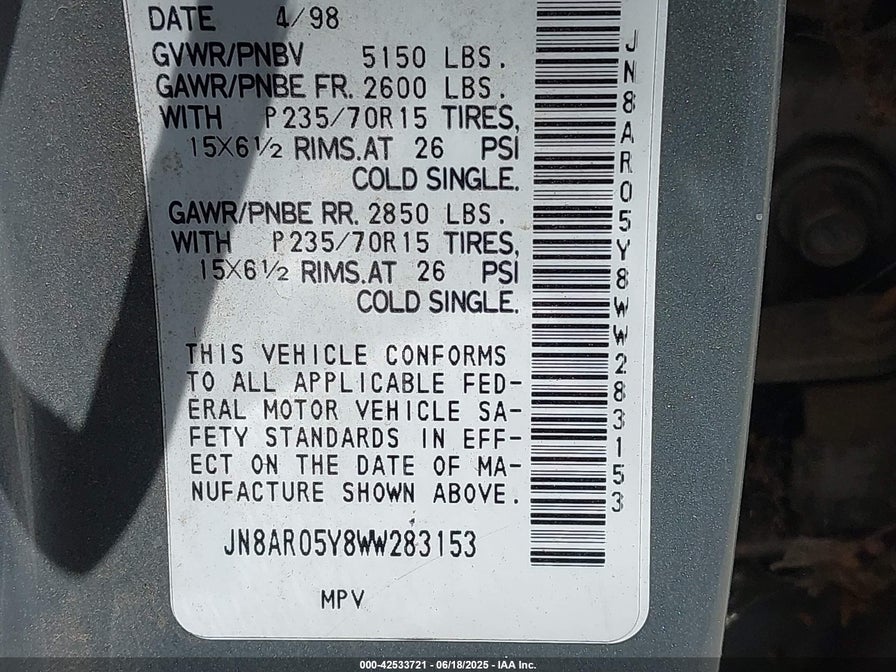 DATE 4/98
GVWR/PNBV 5150 LBS.
GAWR/PNBE FR. 2600 LBS.
WITH P235/70R15 TIRES,
15X6½ RIMS.AT 26 PSI
COLD SINGLE.
GAWR/PNBE RR. 2850 LBS.
WITH P235/70R15 TIRES,
15X6½ RIMS.AT 26 PSI
COLD SINGLE.
THIS VEHICLE CONFORMS
TO ALL APPLICABLE FED-
ERAL MOTOR VEHICLE SA-
FETY STANDARDS IN EFF-
ECT ON THE DATE OF MA-
NUFACTURE SHOWN ABOVE.
JN8AR05Y8WW283153
MPV
JN8AR05Y8WW283153
000-42533721 - 06/18/2025 - IAA Inc.